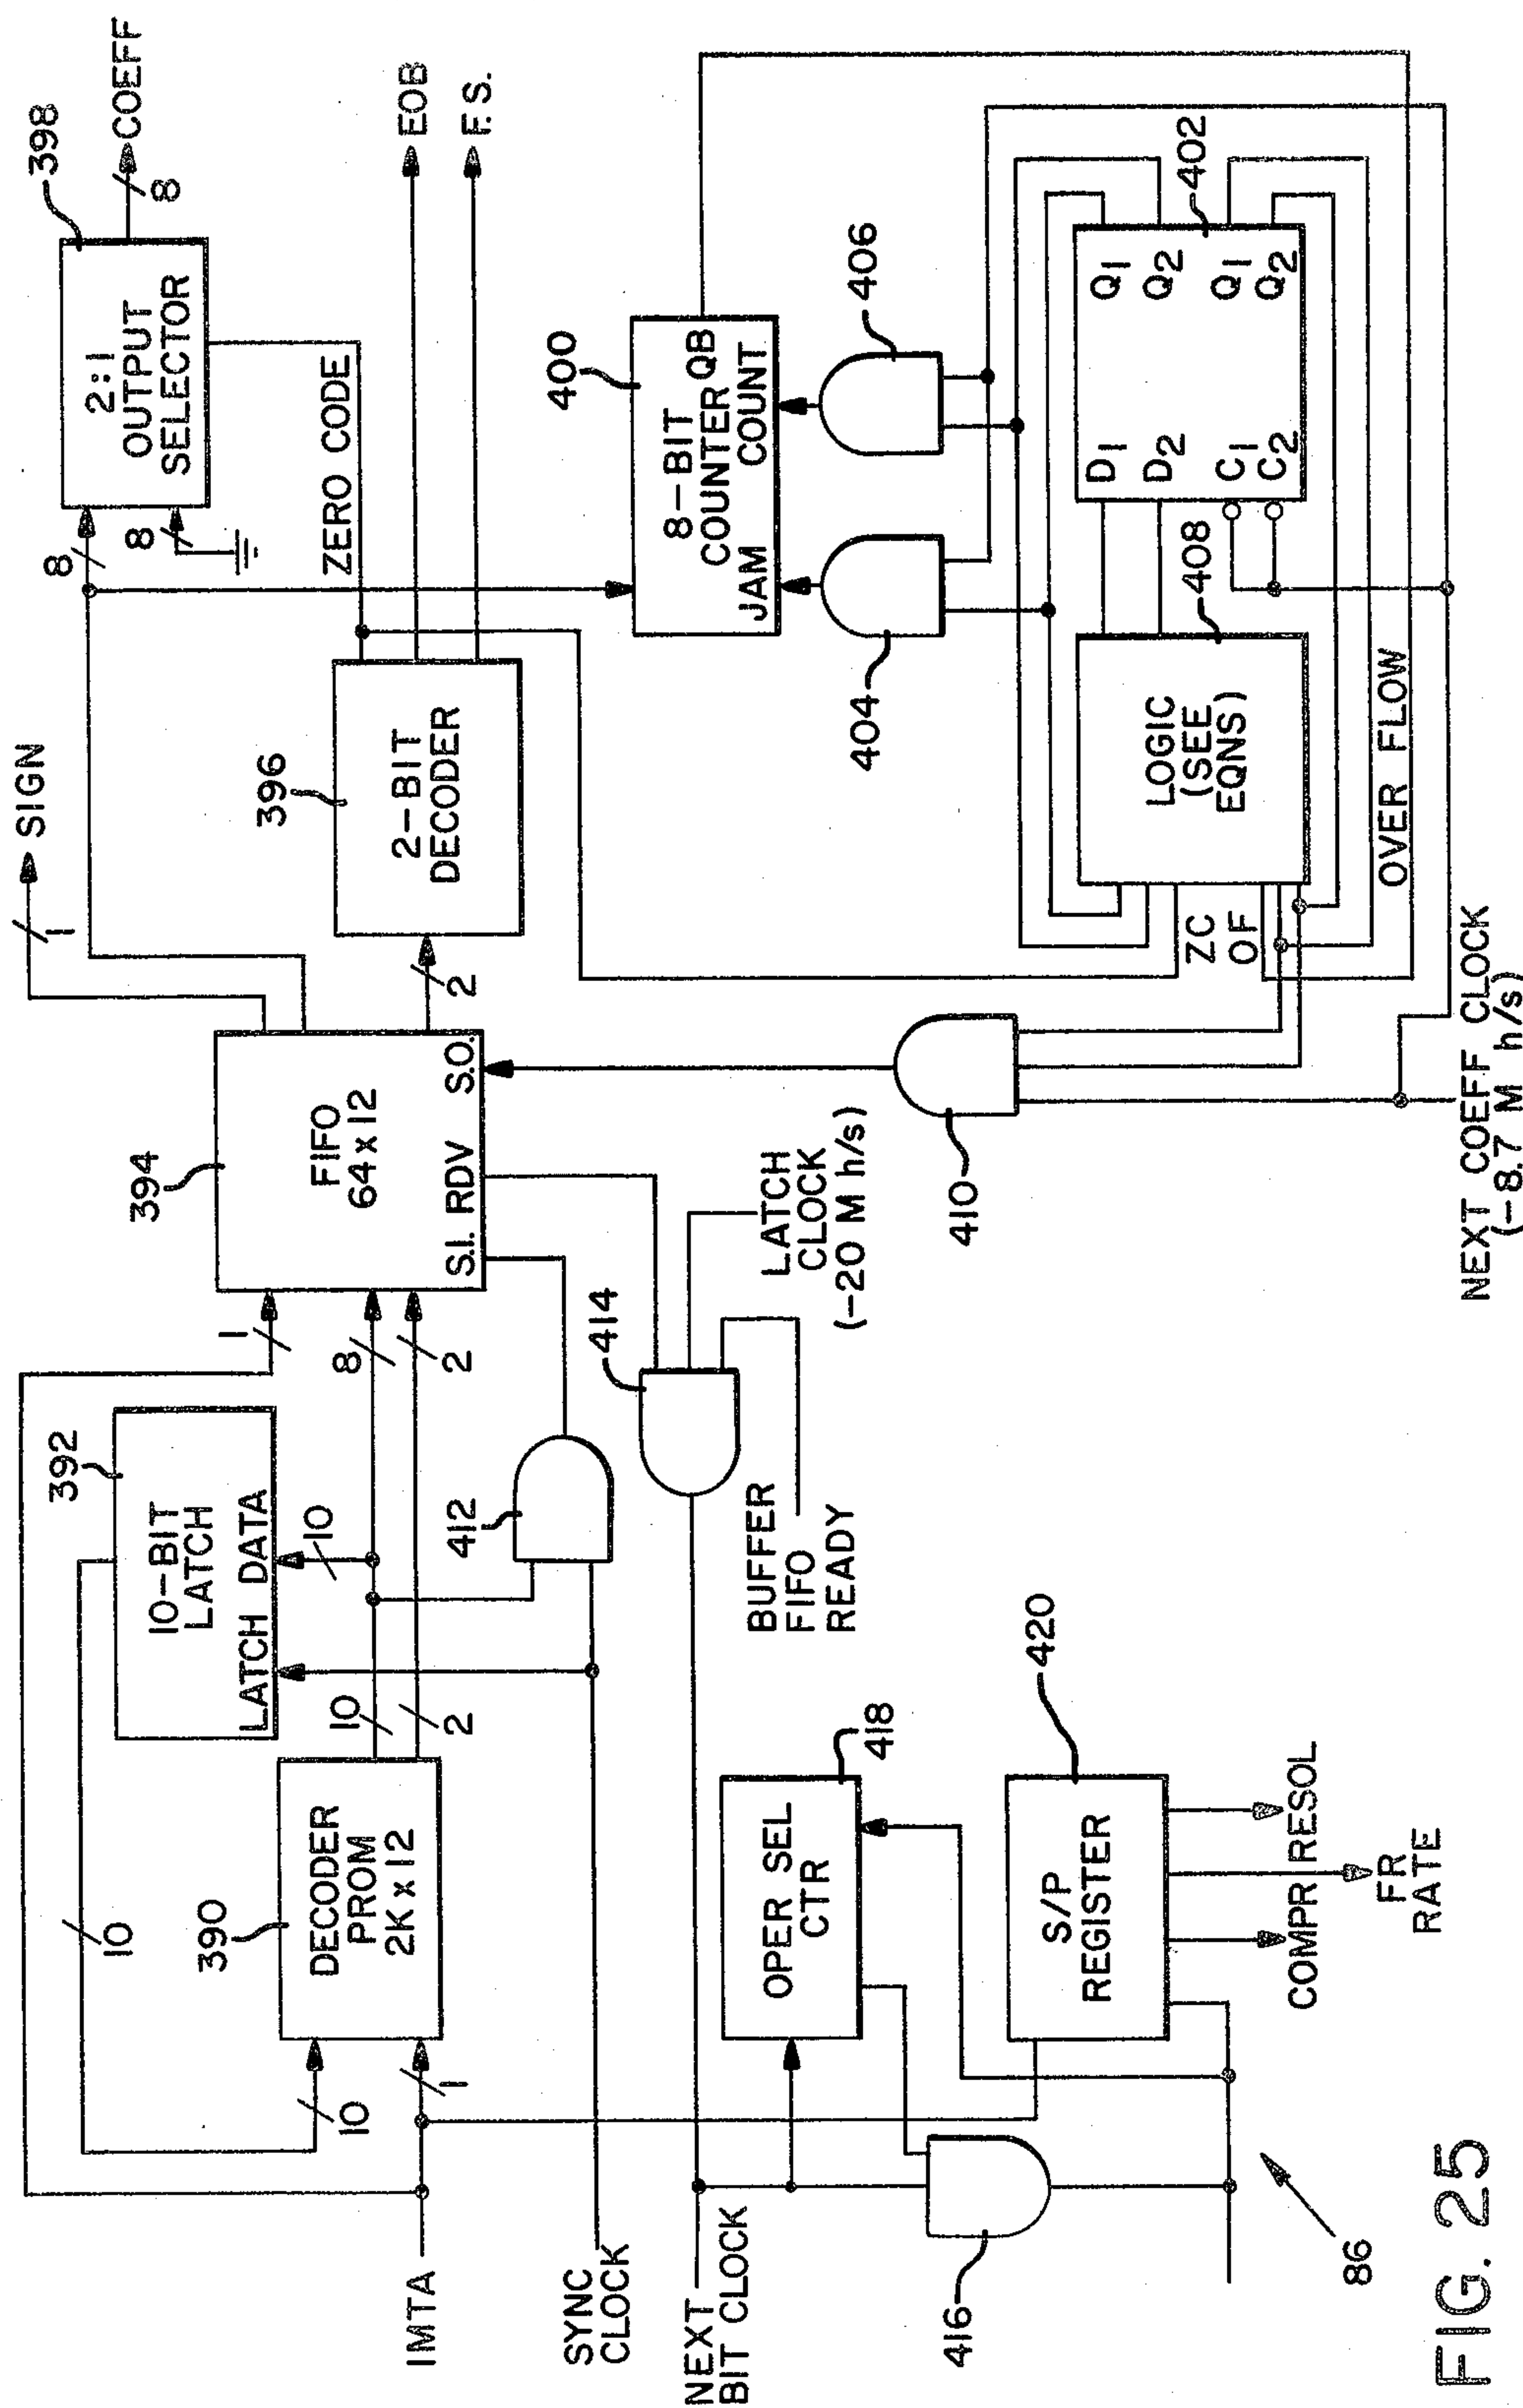 SIGN
1
398
2:1
OUTPUT
SELECTOR
COEFF
8
8
8
ZERO CODE
EOB
F.S.
396
2-BIT
DECODER
2
394
FIFO
64 x 12
S.I. RDV S.O.
1
8
2
392
10-BIT
LATCH
LATCH DATA
10
10
10
2
390
DECODER
PROM
2K x 12
10
1
IMTA
412
SYNC
CLOCK
414
LATCH
CLOCK
(-20 M h/s)
BUFFER
FIFO
READY
NEXT
BIT CLOCK
400
8-BIT
COUNTER QB
JAM COUNT
404
406
402
D1 Q1
D2 Q2
C1 Q1
C2 Q2
408
LOGIC
(SEE
EQNS)
ZC
OF
OVER FLOW
410
NEXT COEFF CLOCK
(-8.7 M h/s)
418
OPER SEL
CTR
420
S/P
REGISTER
COMPR RESOL
FR
RATE
416
86
FIG. 25